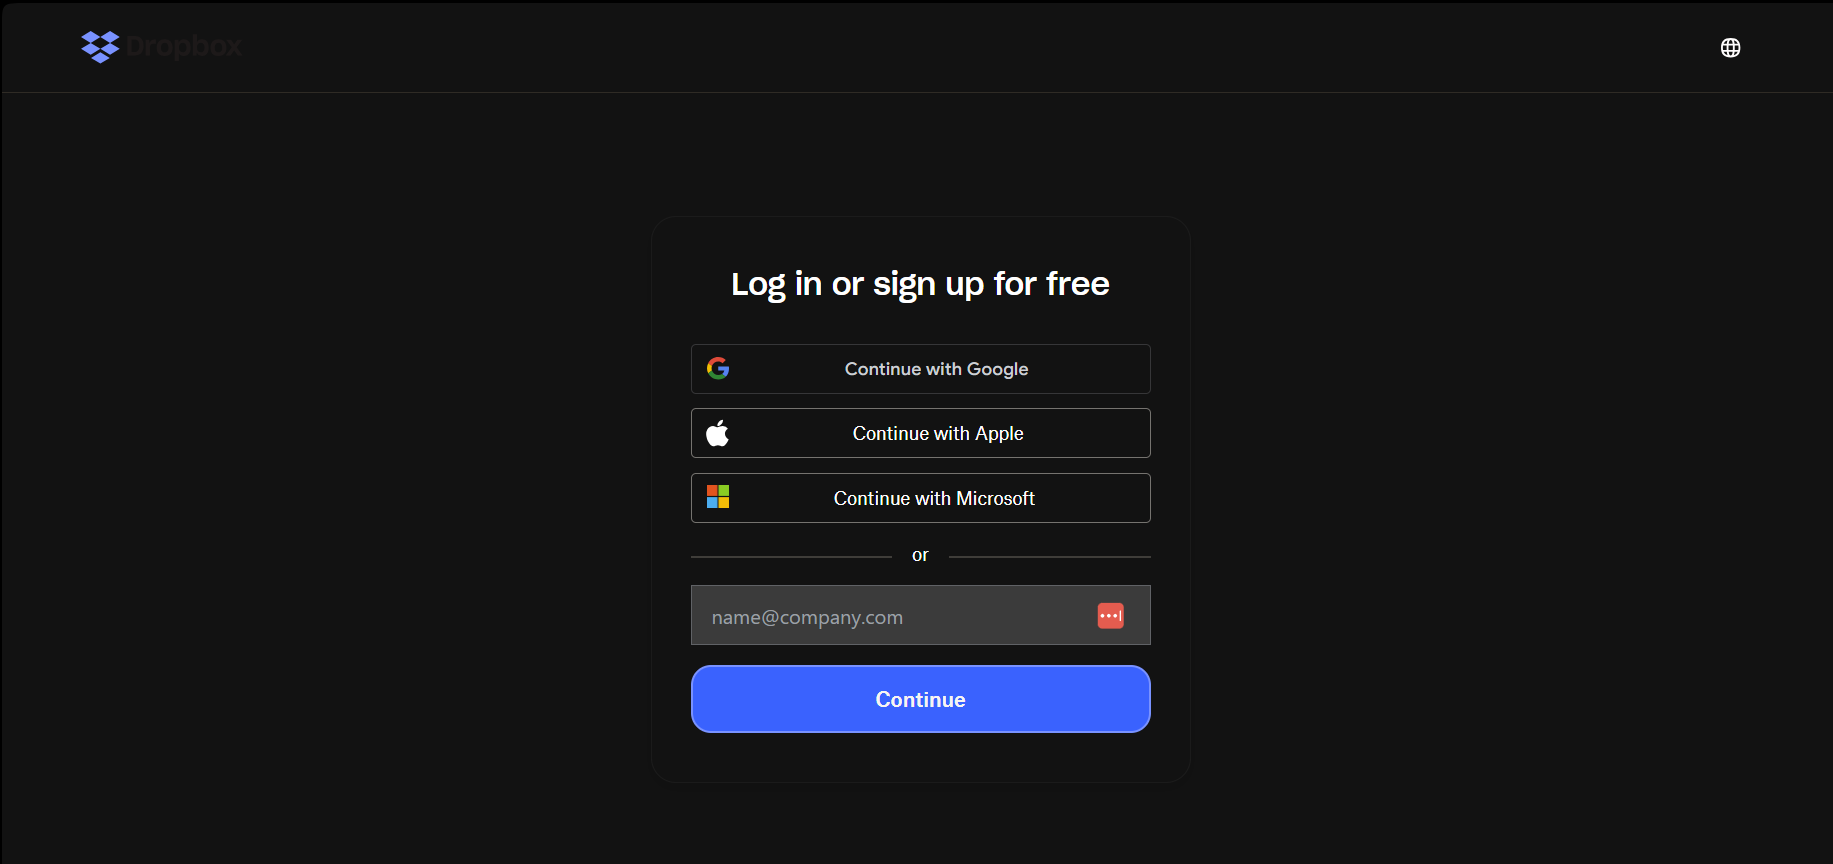 Dropbox
Log in or sign up for free
Continue with Google
Continue with Apple
Continue with Microsoft
or
name@company.com
Continue